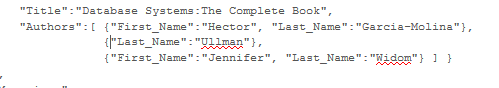 "Title":"Database Systems:The Complete Book",
"Authors":[ {"First_Name":"Hector", "Last_Name":"Garcia-Molina"},
{"Last_Name":"Ullman"},
{"First_Name":"Jennifer", "Last_Name":"Widom"} ] }
,